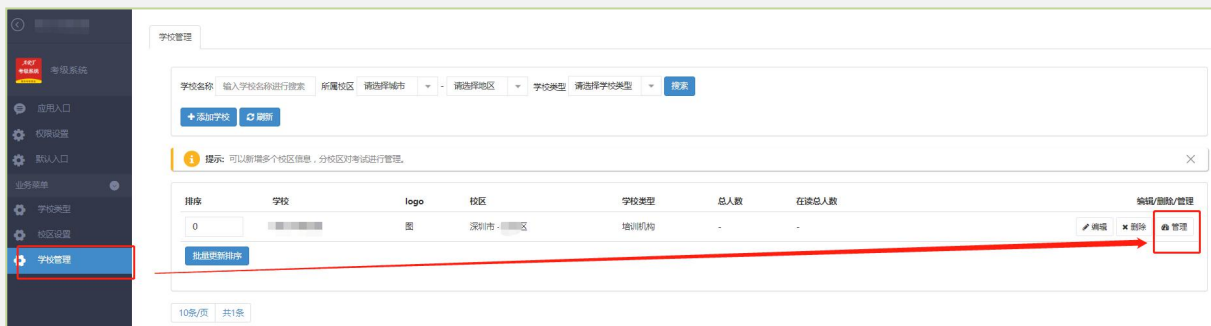 学校管理
考级系统
考级系统
学校名称 输入学校名称进行搜索 所属校区 请选择城市 - 请选择地区 学校类型 请选择学校类型 搜索
应用入口
+添加学校 刷新
权限设置
默认入口
提示: 可以新增多个校区信息，分校区对考试进行管理。
业务菜单
排序 学校 logo 校区 学校类型 总人数 在读总人数 编辑/删除/管理
学校类型
0 图 深圳市 - 区 培训机构 - - 编辑 删除 管理
校区设置
学校管理
批量更新排序
10条/页 共1条